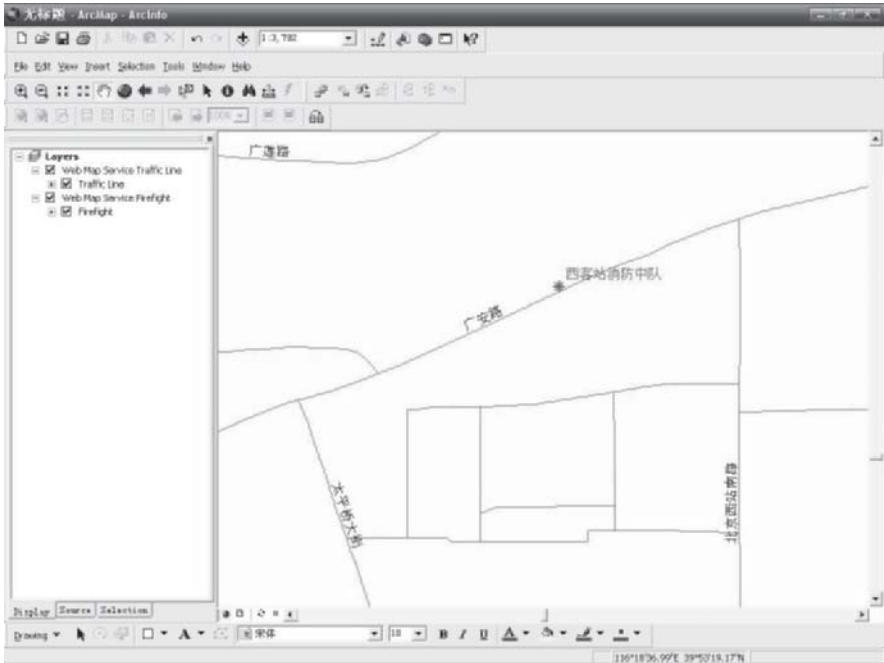 无标题 - ArcMap - ArcInfo
1:3,782
File Edit View Insert Selection Tools Window Help
100%
Layers
Web Map Service Traffic Line
Traffic Line
Web Map Service Firefight
Firefight
广莲路
西客站消防中队
广安路
太平桥大街
北京西站南路
Display Source Selection
Drawing
A
宋体
10
B I U A
116°18'36.99"E 39°53'19.17"N